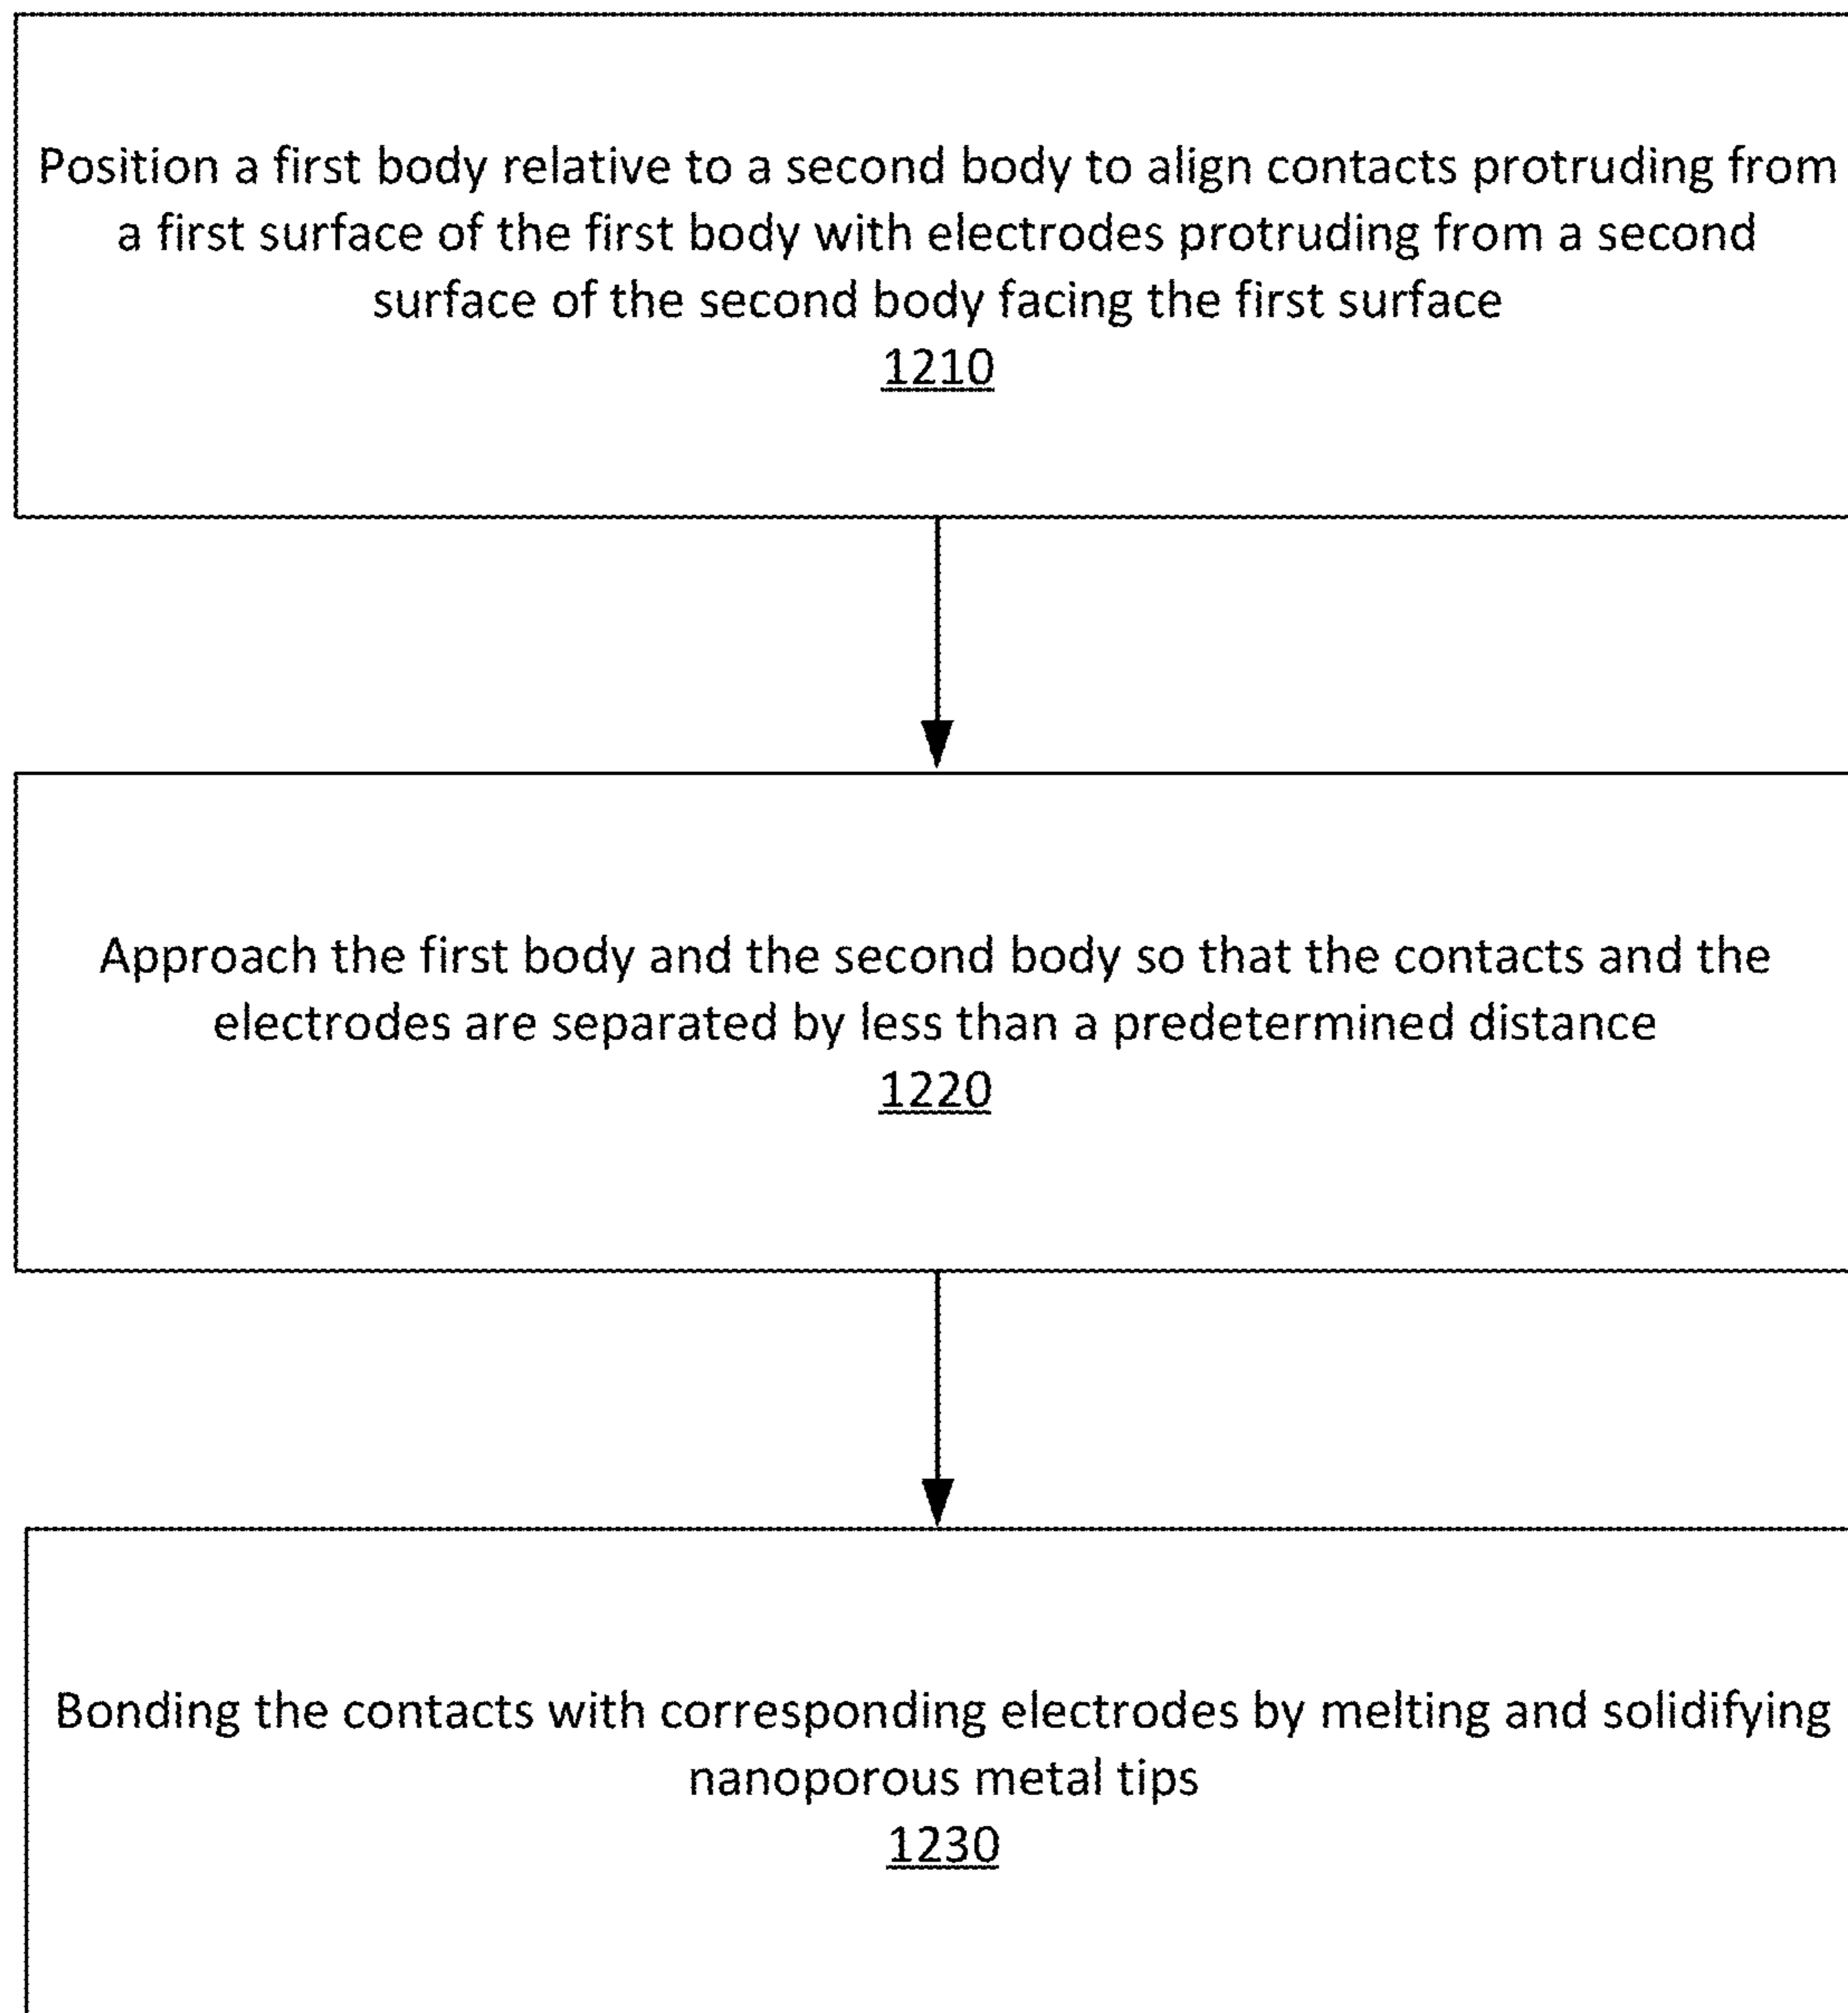 Position a first body relative to a second body to align contacts protruding from
a first surface of the first body with electrodes protruding from a second
surface of the second body facing the first surface
1210
Approach the first body and the second body so that the contacts and the
electrodes are separated by less than a predetermined distance
1220
Bonding the contacts with corresponding electrodes by melting and solidifying
nanoporous metal tips
1230